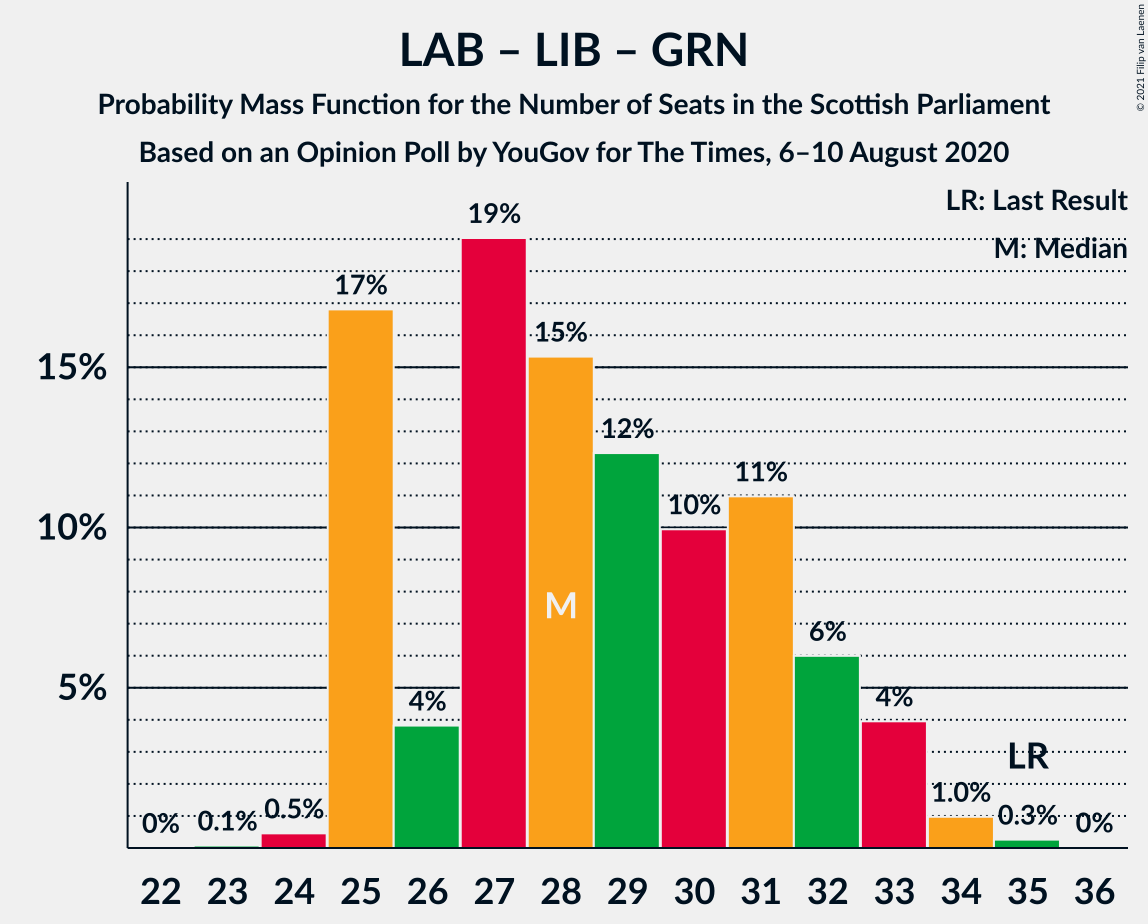 LAB – LIB – GRN
Probability Mass Function for the Number of Seats in the Scottish Parliament
Based on an Opinion Poll by YouGov for The Times, 6–10 August 2020
© 2021 Filip van Laenen
LR: Last Result
M: Median
15%
10%
5%
0%
0.1%
0.5%
17%
4%
19%
15%
12%
10%
11%
6%
4%
1.0%
0.3%
0%
M
LR
22 23 24 25 26 27 28 29 30 31 32 33 34 35 36